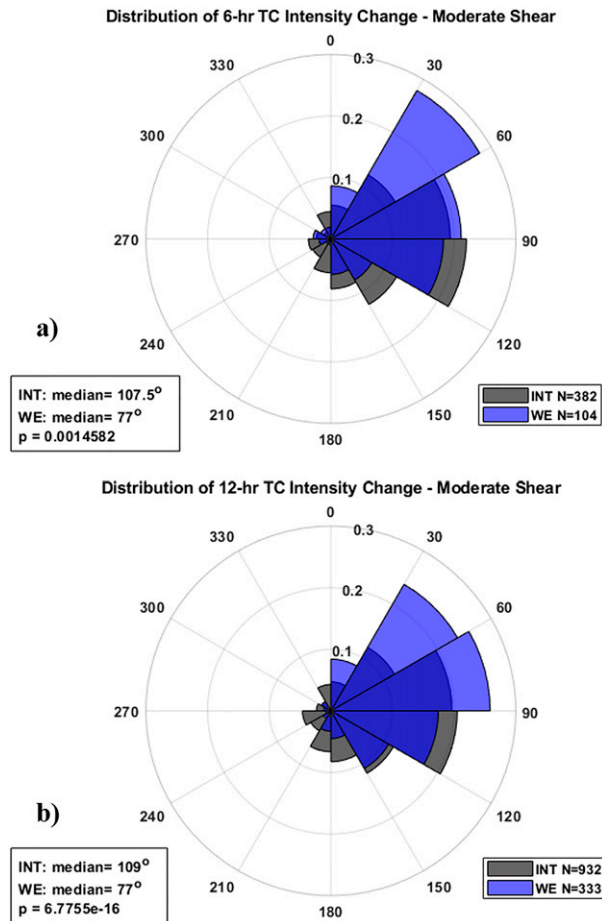 Distribution of 6-hr TC Intensity Change - Moderate Shear
0
330
0.3
30
0.2
300
60
0.1
270
90
240
120
a)
INT: median= 107.5°
WE: median= 77°
p = 0.0014582
210
150
180
INT N=382
WE N=104
Distribution of 12-hr TC Intensity Change - Moderate Shear
0
330
0.3
30
0.2
300
60
0.1
270
90
240
120
b)
INT: median= 109°
WE: median= 77°
p = 6.7755e-16
210
150
180
INT N=932
WE N=333